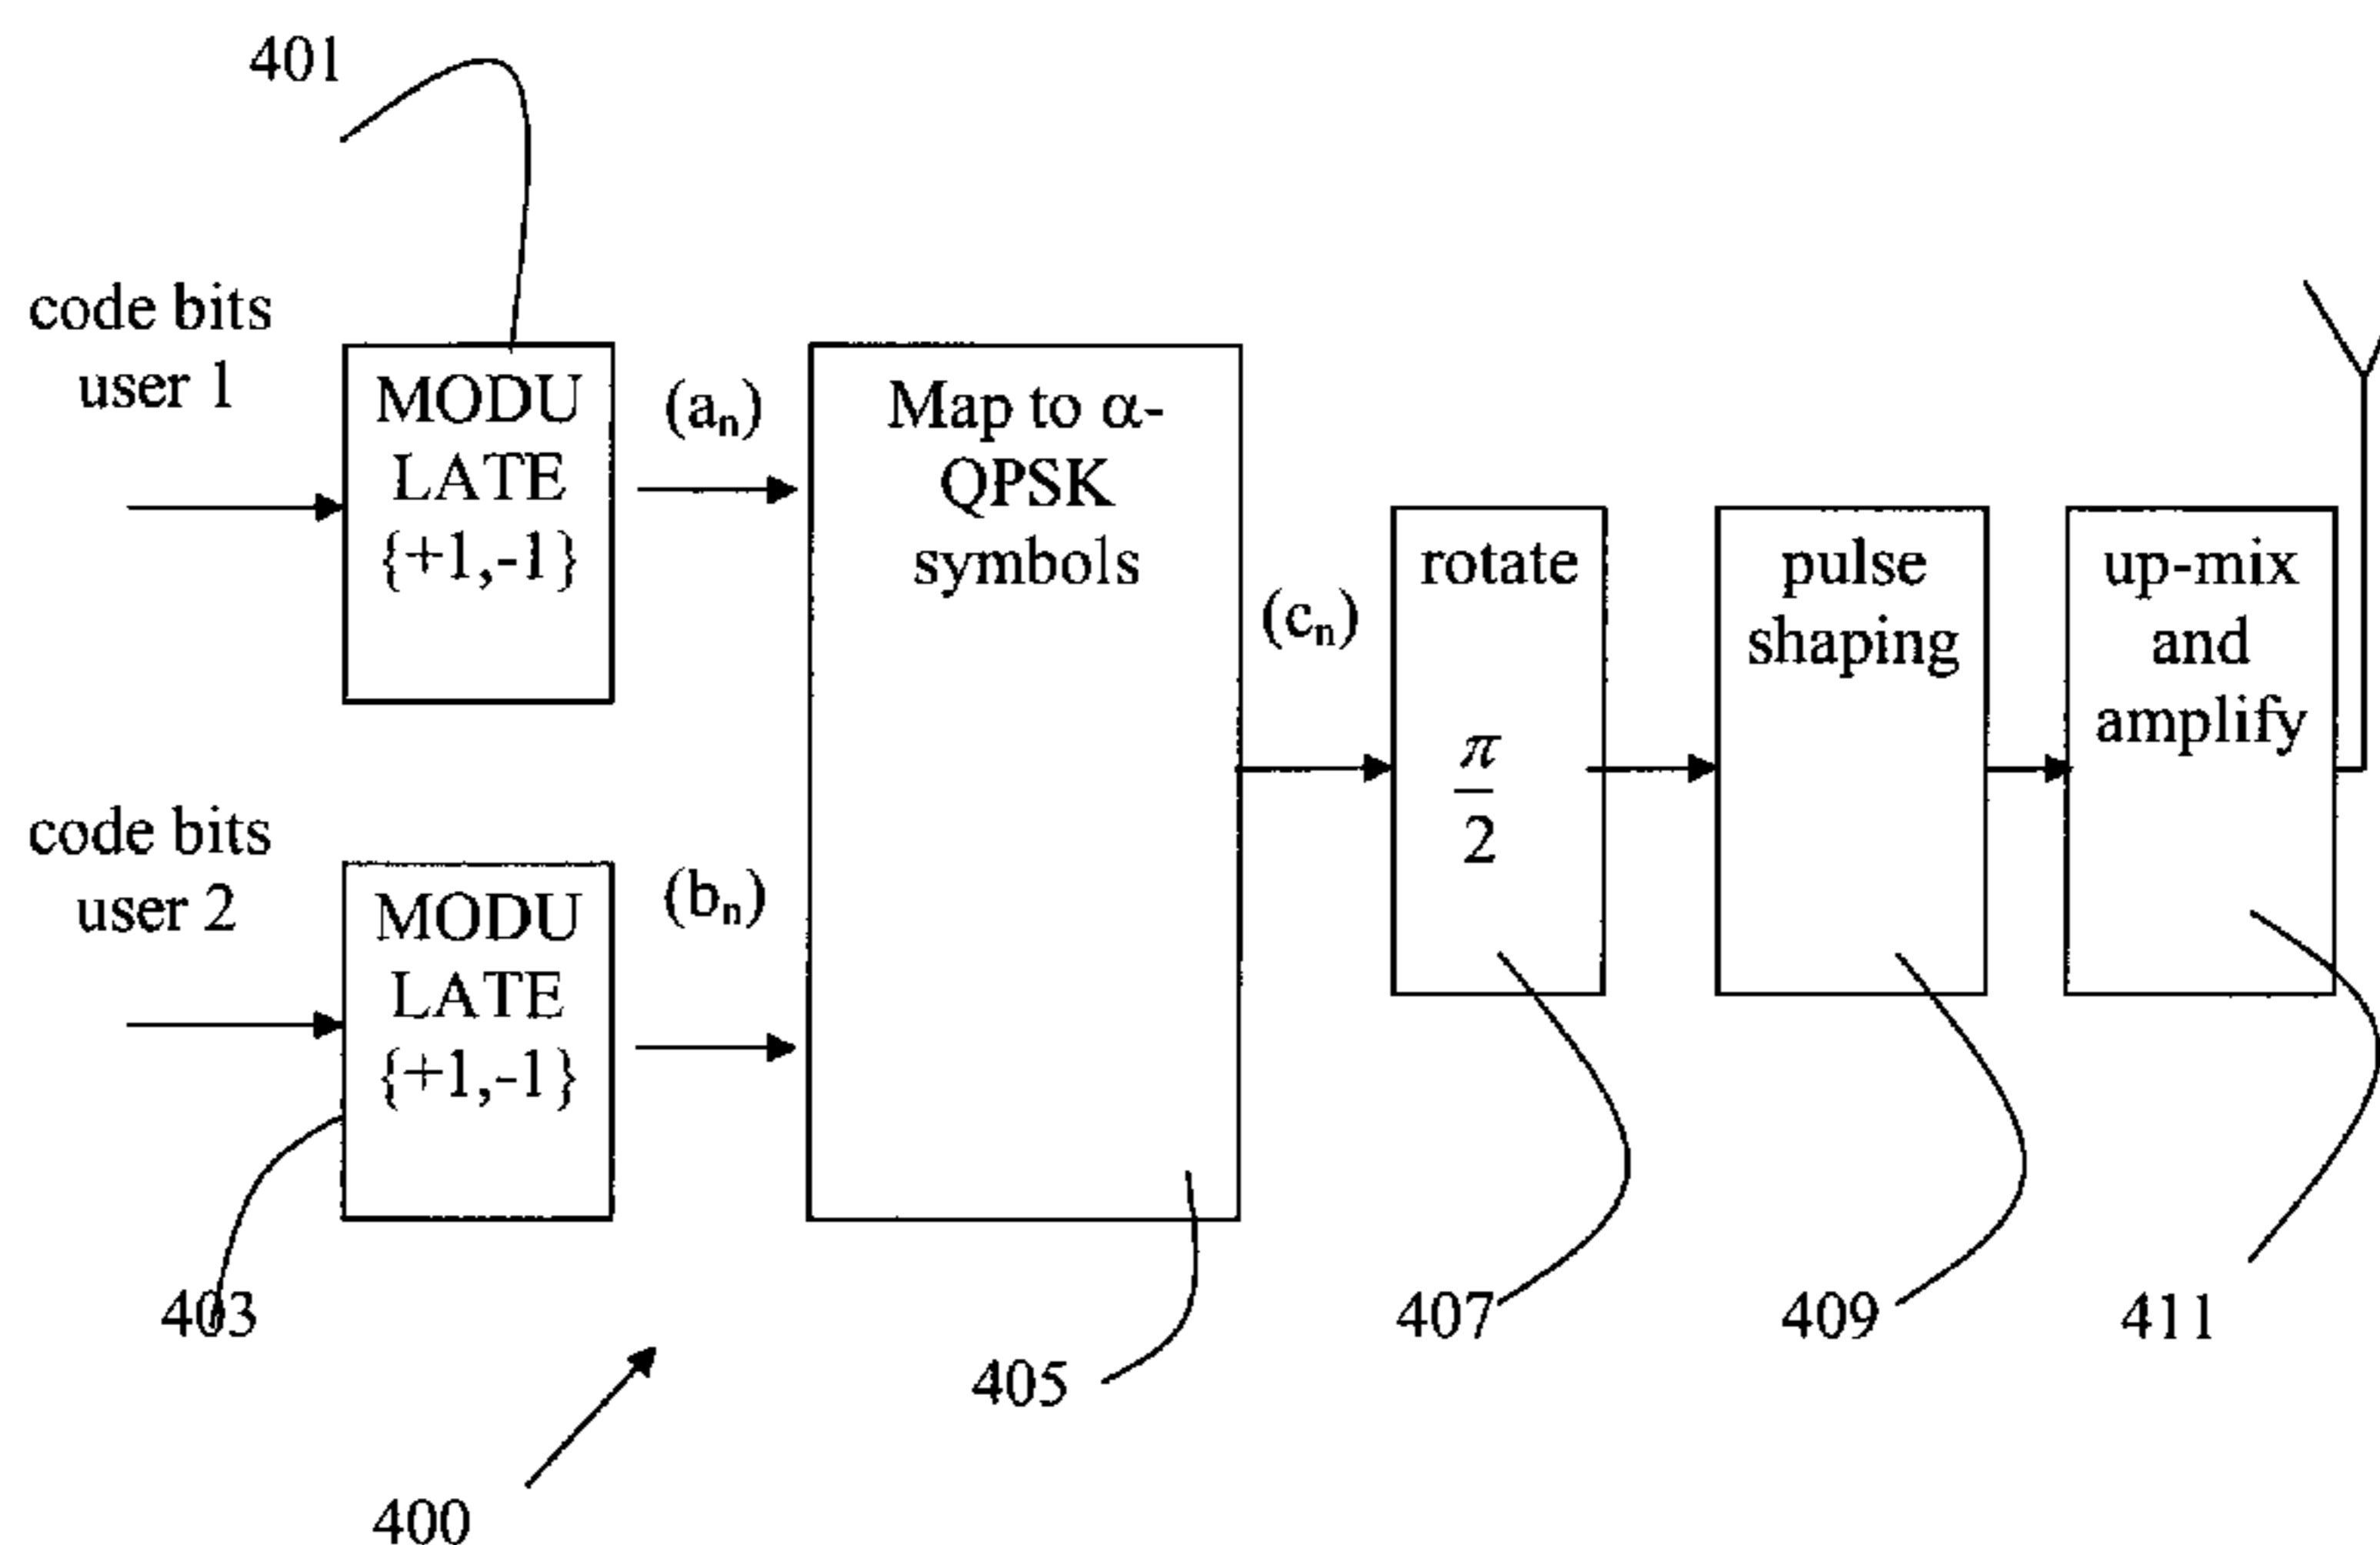 401
code bits
user 1
MODU
LATE
{+1,-1}
(aₙ)
Map to α-
QPSK
symbols
(cₙ)
rotate
π
2
pulse
shaping
up-mix
and
amplify
code bits
user 2
MODU
LATE
{+1,-1}
(bₙ)
403
400
405
407
409
411